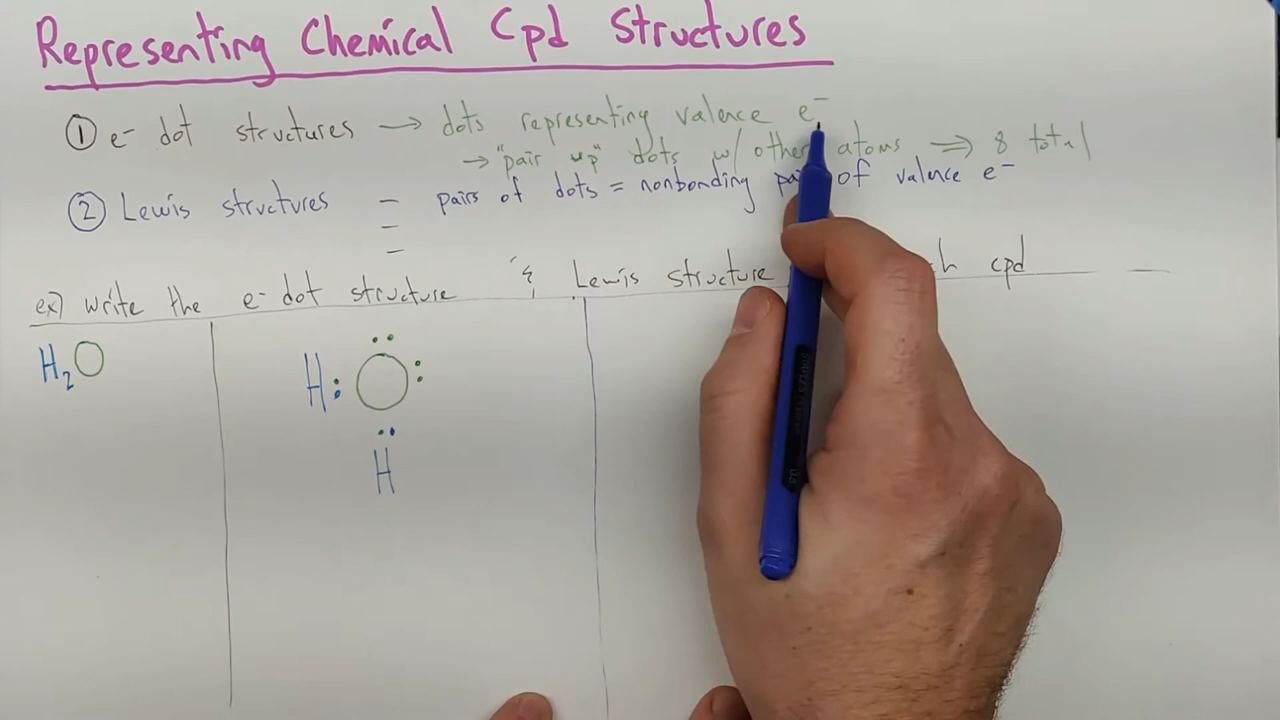 Representing Chemical Cpd Structures
① e⁻ dot structures → dots representing valence e⁻
→ "pair up" dots w/ other atoms ⇒ 8 total
② Lewis structures – pairs of dots = nonbonding of valence e⁻
–
–
ex) write the e⁻ dot structure & Lewis structure cpd
H₂O
H : O
H